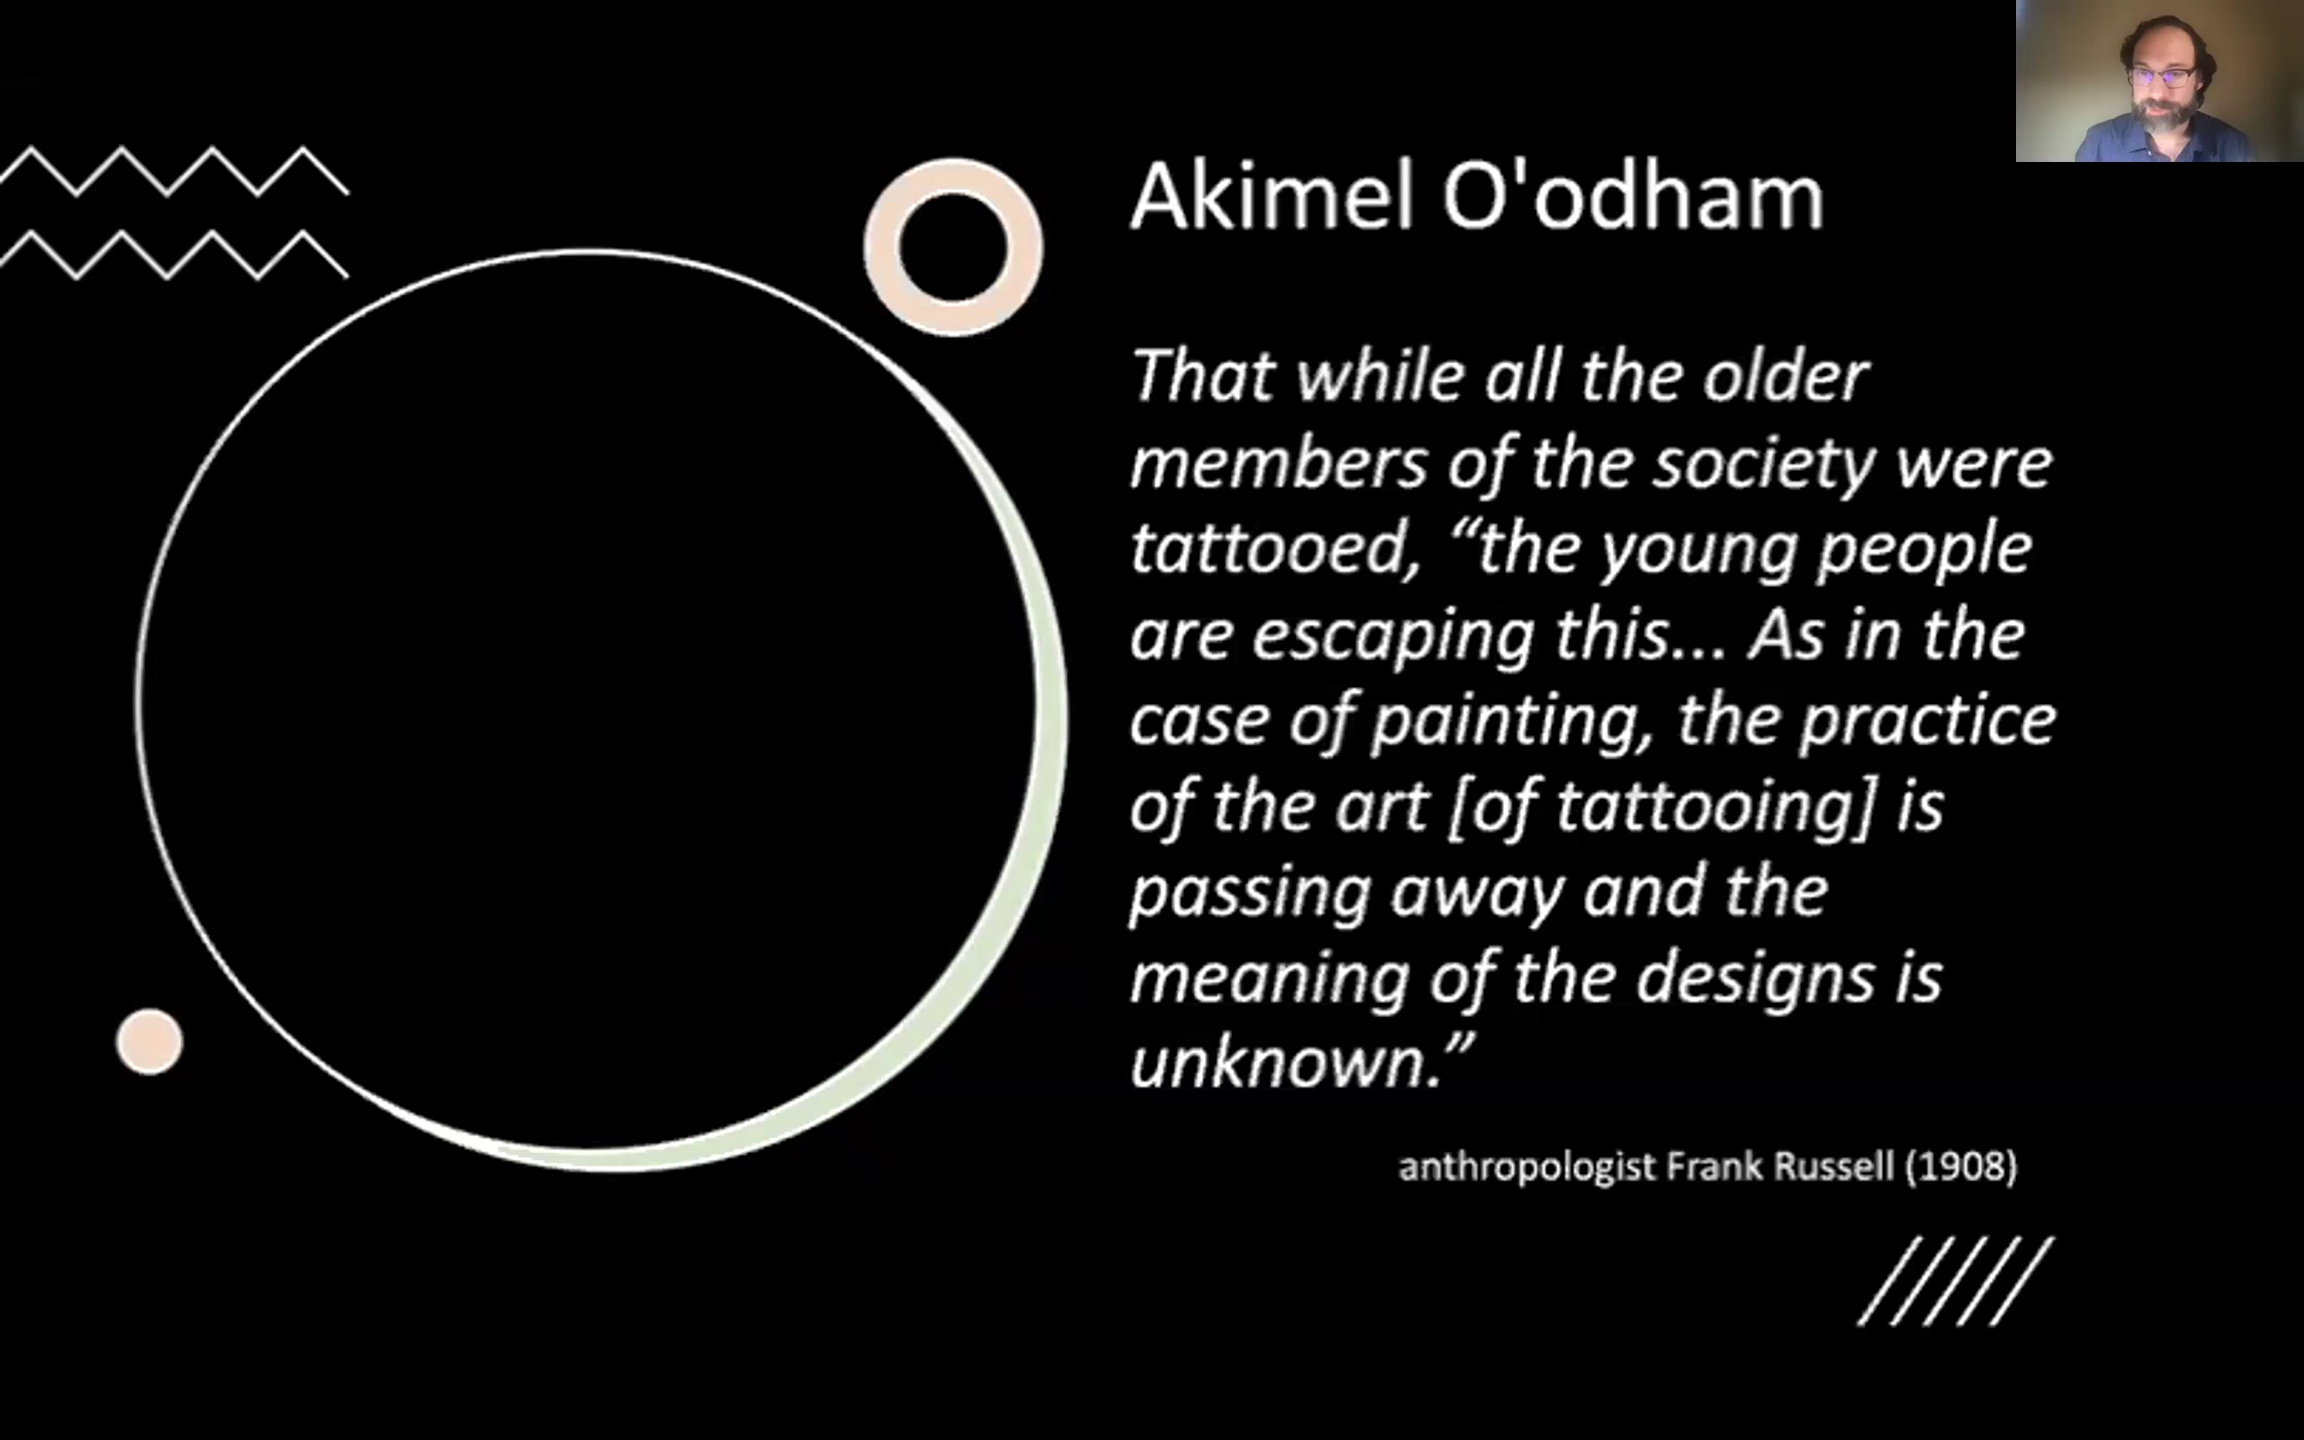 Akimel O'odham
That while all the older
members of the society were
tattooed, “the young people
are escaping this... As in the
case of painting, the practice
of the art [of tattooing] is
passing away and the
meaning of the designs is
unknown.”
anthropologist Frank Russell (1908)